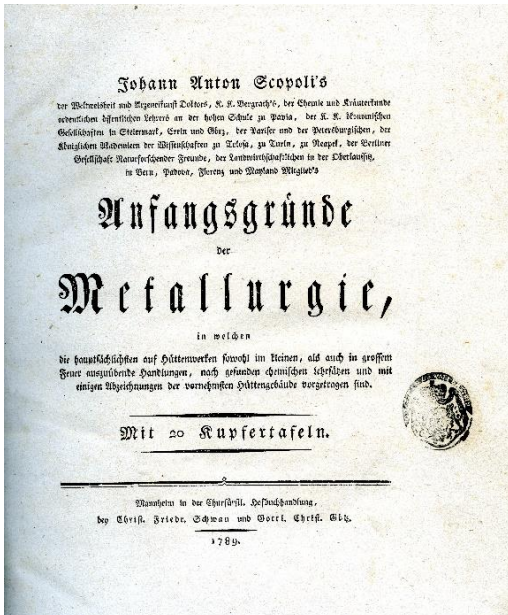 Johann Anton Scopoli's
der Weltweisheit und Arzeneikunst Doktors, K. K. Bergrath's, der Chemie und Kräuterkunde
ordentlichen öffentlichen Lehrers an der hohen Schule zu Pavia, der K. K. ökonomischen
Gesellschaften in Steiermark, Crein und Görz, der Pariser und der Petersburgischen, der
Königlichen Akademieen der Wissenschaften zu Tolosa, zu Turin, zu Neapel, der Berliner
Gesellschaft Naturforschender Freunde, der Landwirthschaftlichen in der Oberlaussitz,
in Bern, Padova, Florenz und Mayland Mitglied's
Anfangsgründe
der
Metallurgie,
in welchen
die hauptsächlichsten auf Hüttenwerken sowohl im kleinen, als auch in grossem
Feuer auszuübende Handlungen, nach gesunden chemischen Lehrsätzen und mit
einigen Abzeichnungen der vornehmsten Hüttengebäude vorgetragen sind.
Mit 20 Kupfertafeln.
Mannheim in der Churfürstl. Hofbuchhandlung,
bey Christ. Friedr. Schwan und Gottl. Christ. Götz.
1789.